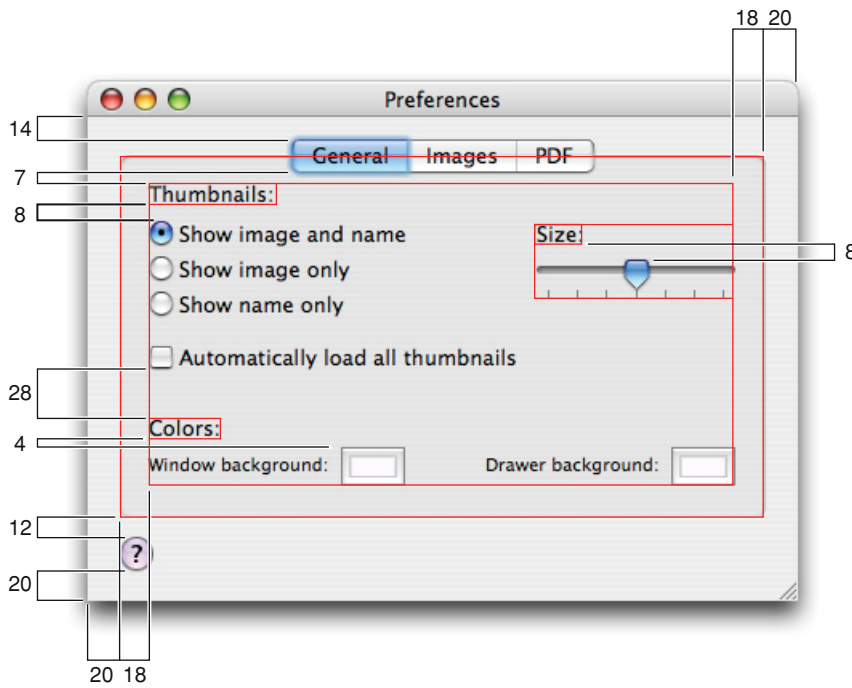 18 20
Preferences
14
General Images PDF
7
Thumbnails:
8
Show image and name
Size:
8
Show image only
Show name only
Automatically load all thumbnails
28
Colors:
4
Window background:
Drawer background:
12
?
20
20 18